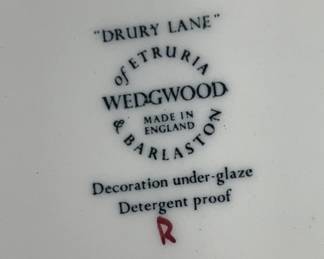 "DRURY LANE"
of ETRURIA
WEDGWOOD
MADE IN
ENGLAND
& BARLASTON
Decoration under-glaze
Detergent proof
R